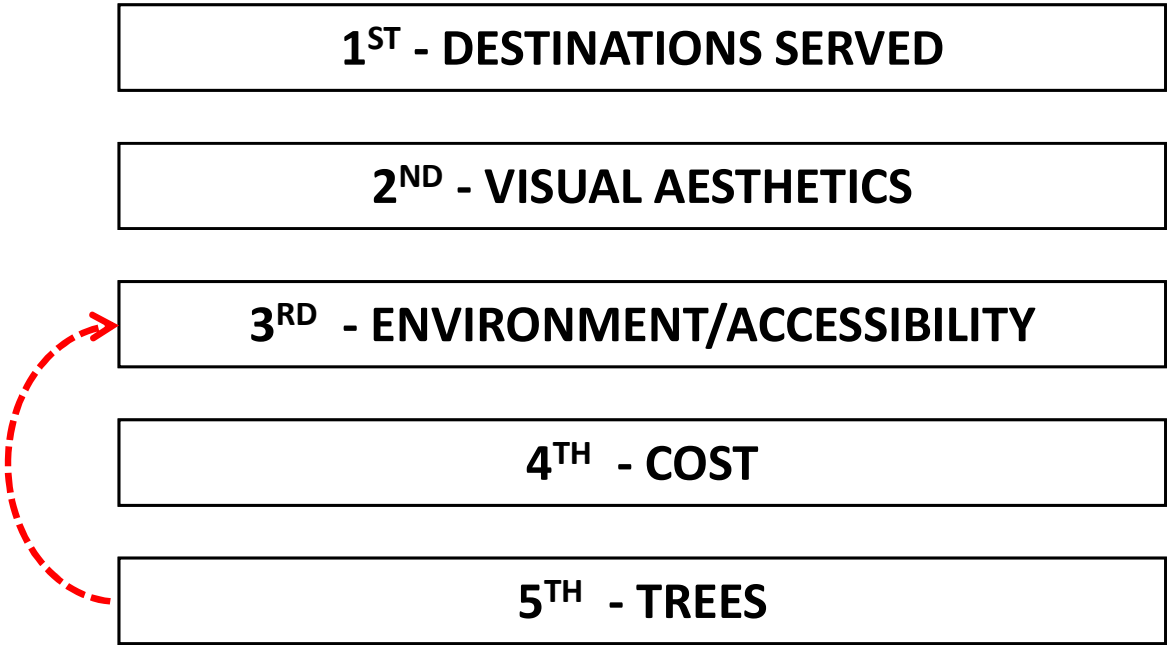 1ST - DESTINATIONS SERVED
2ND - VISUAL AESTHETICS
3RD - ENVIRONMENT/ACCESSIBILITY
4TH - COST
5TH - TREES